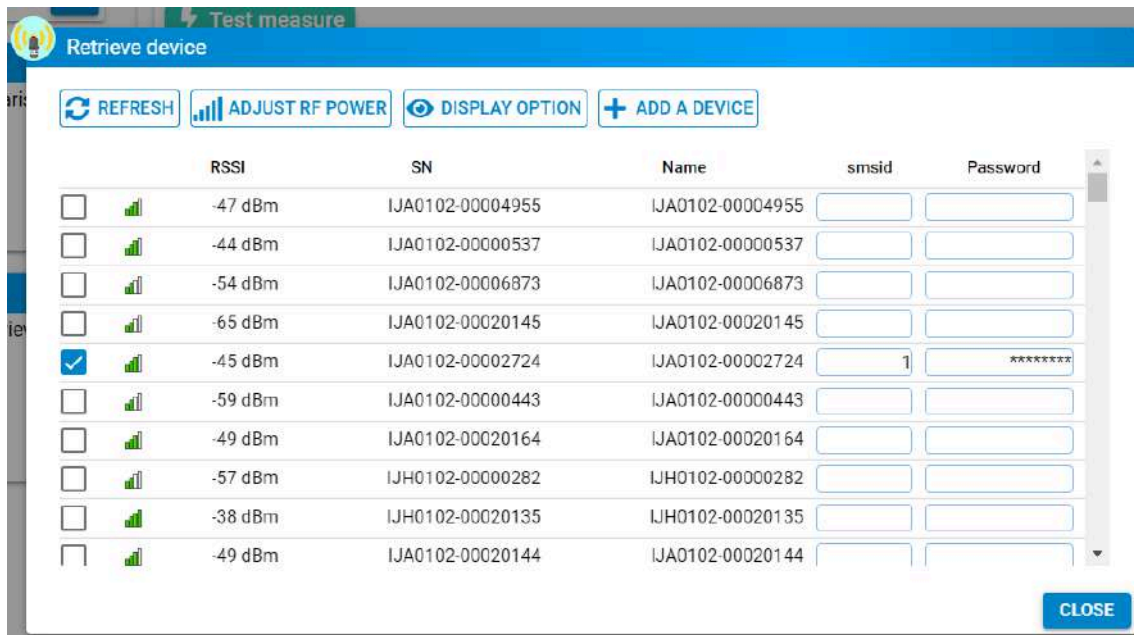 Test measure
Retrieve device
REFRESH ADJUST RF POWER DISPLAY OPTION ADD A DEVICE
RSSI SN Name smsid Password
-47 dBm IJA0102-00004955 IJA0102-00004955
-44 dBm IJA0102-00000537 IJA0102-00000537
-54 dBm IJA0102-00006873 IJA0102-00006873
-65 dBm IJA0102-00020145 IJA0102-00020145
-45 dBm IJA0102-00002724 IJA0102-00002724 1 ********
-59 dBm IJA0102-00000443 IJA0102-00000443
-49 dBm IJA0102-00020164 IJA0102-00020164
-57 dBm IJH0102-00000282 IJH0102-00000282
-38 dBm IJH0102-00020135 IJH0102-00020135
-49 dBm IJA0102-00020144 IJA0102-00020144
CLOSE